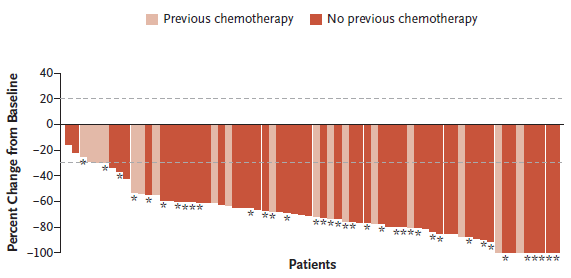 Previous chemotherapy
No previous chemotherapy
Percent Change from Baseline
40
20
0
−20
−40
−60
−80
−100
* * * * * * **** * ** * ****** * * **** ** * ** * *****
Patients